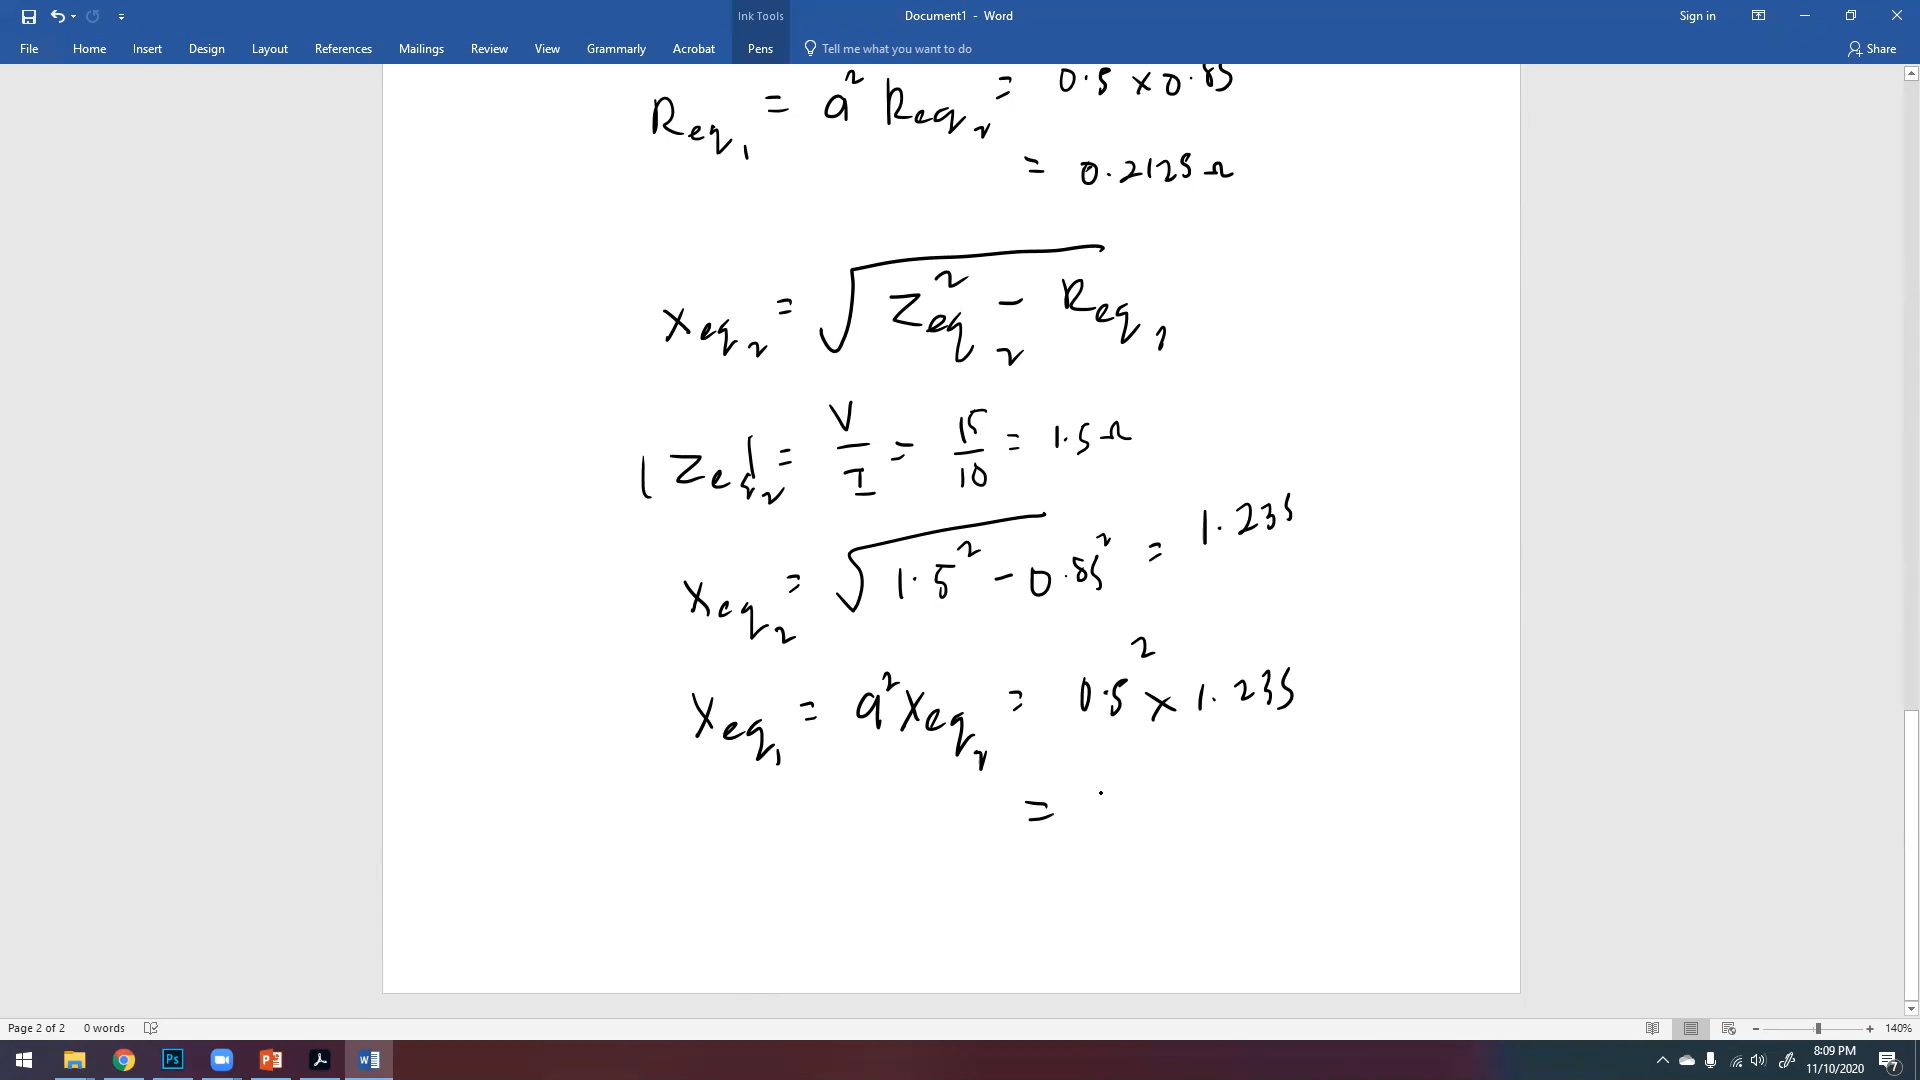 Ink Tools
Document1 - Word
Sign in
File Home Insert Design Layout References Mailings Review View Grammarly Acrobat Pens Tell me what you want to do Share
Req₁ = a² Req₂ = 0.5 × 0.85
= 0.2125 Ω
Xeq₂ = √ Zeq₂² - Req₂
|Zeq₂| = V/I = 15/10 = 1.5 Ω
Xeq₂ = √ 1.5² - 0.85² = 1.235
Xeq₁ = a² Xeq₂ = 0.5² × 1.235
=
Page 2 of 2 0 words 140%
Ps P W
8:09 PM
11/10/2020 7